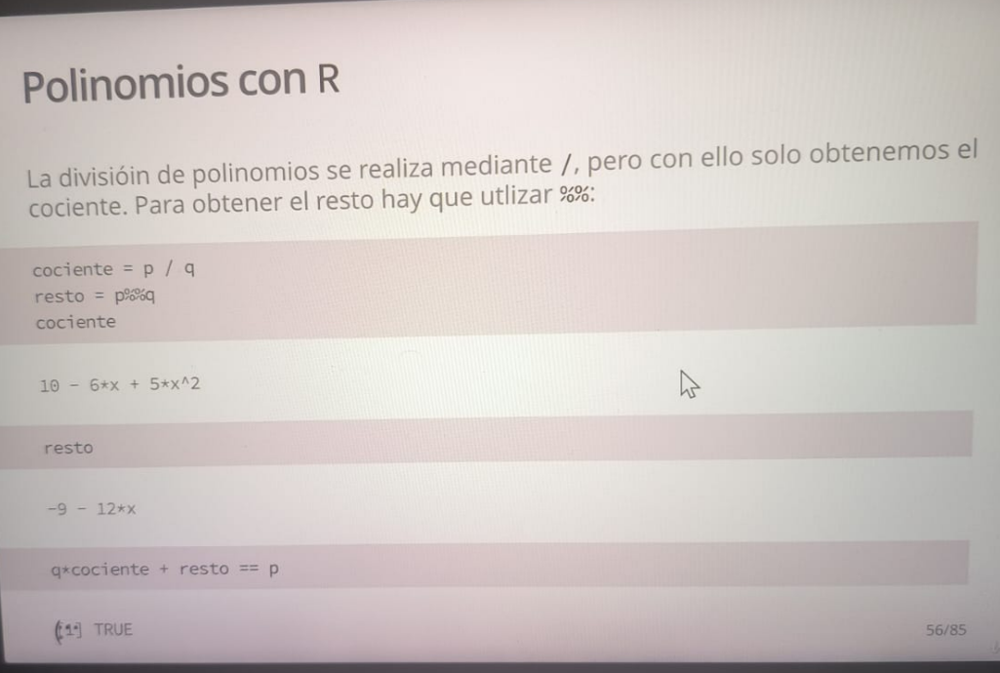 Polinomios con R
La divisióin de polinomios se realiza mediante /, pero con ello solo obtenemos el
cociente. Para obtener el resto hay que utlizar %%:
cociente = p / q
resto = p%%q
cociente
10 - 6*x + 5*x^2
resto
-9 - 12*x
q*cociente + resto == p
[1] TRUE
56/85